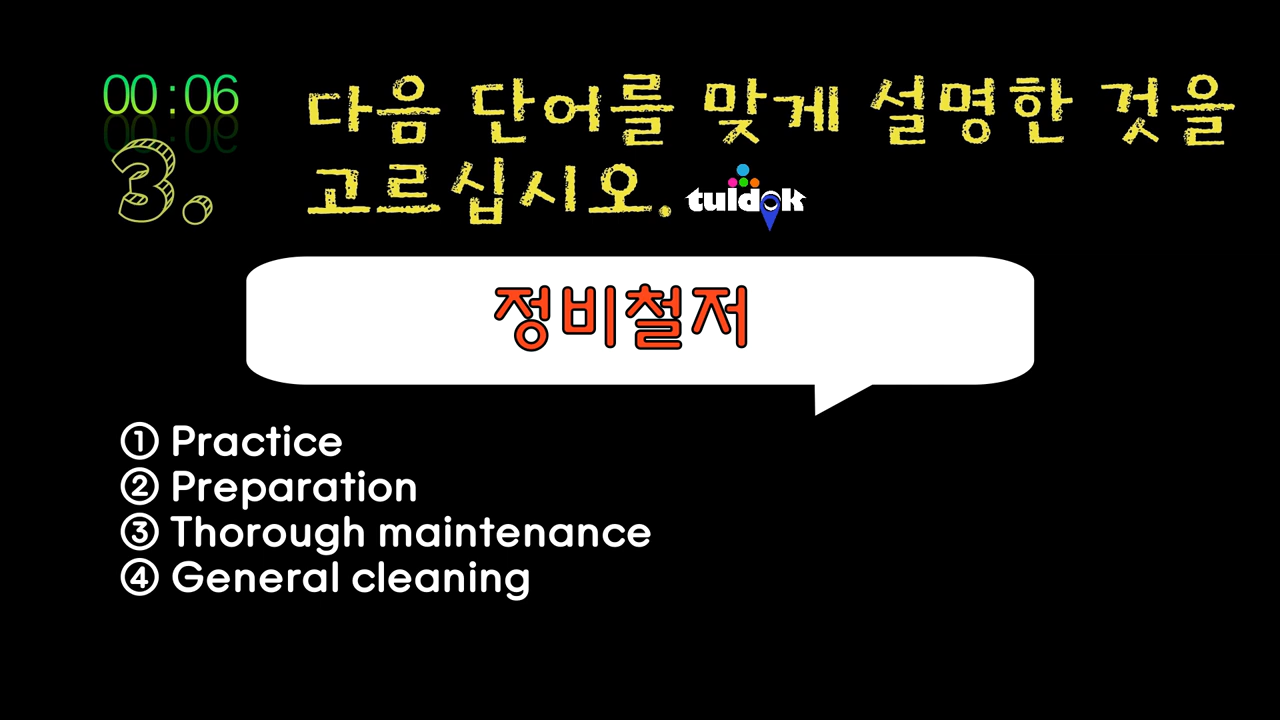 00:06
3.
다음 단어를 맞게 설명한 것을
고르십시오.
tuldok
정비철저
① Practice
② Preparation
③ Thorough maintenance
④ General cleaning